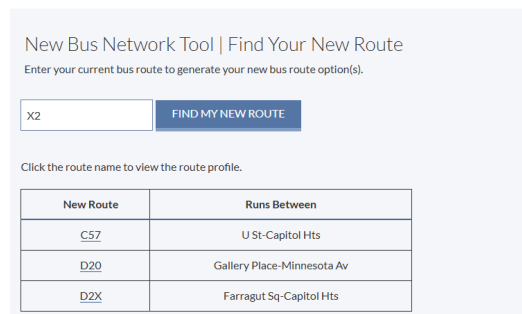 New Bus Network Tool | Find Your New Route
Enter your current bus route to generate your new bus route option(s).
X2 FIND MY NEW ROUTE
Click the route name to view the route profile.
New Route Runs Between
C57 U St-Capitol Hts
D20 Gallery Place-Minnesota Av
D2X Farragut Sq-Capitol Hts